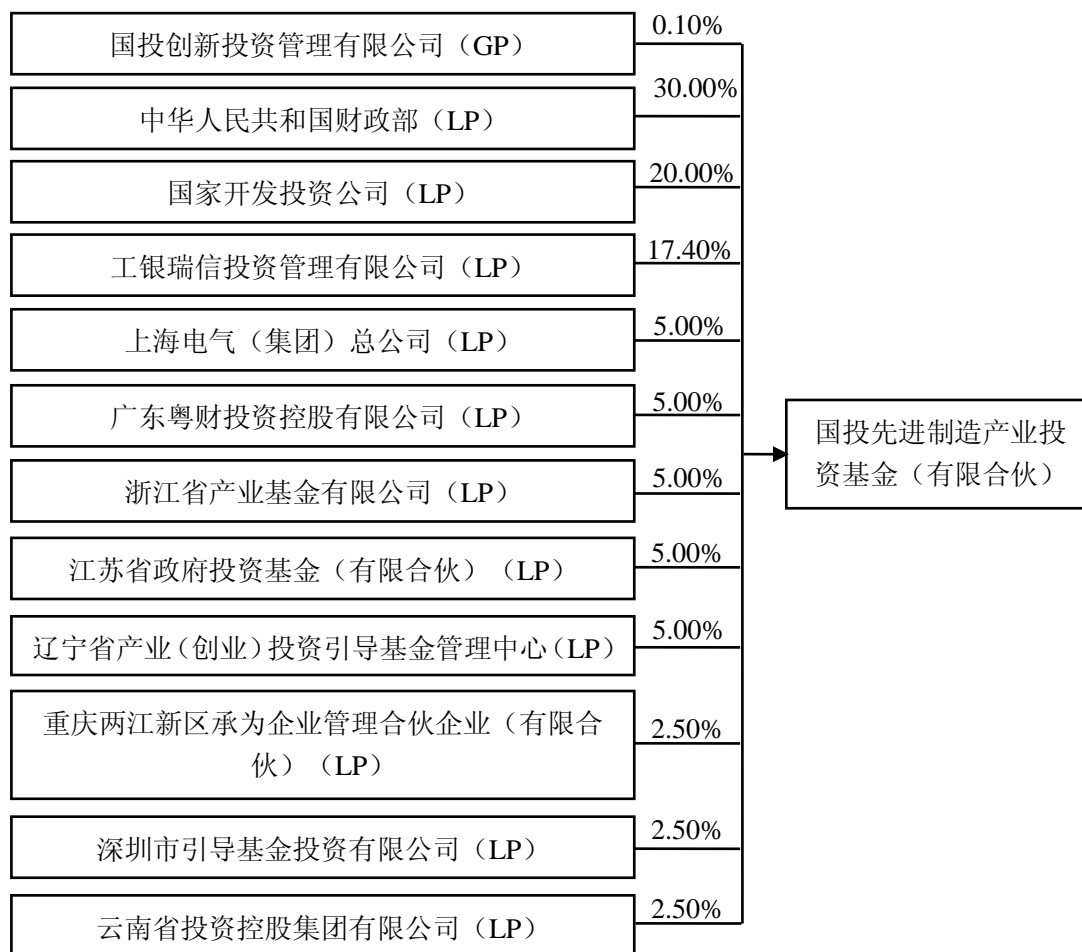 国投创新投资管理有限公司（GP）
0.10%
中华人民共和国财政部（LP）
30.00%
国家开发投资公司（LP）
20.00%
工银瑞信投资管理有限公司（LP）
17.40%
上海电气（集团）总公司（LP）
5.00%
广东粤财投资控股有限公司（LP）
5.00%
浙江省产业基金有限公司（LP）
5.00%
江苏省政府投资基金（有限合伙）（LP）
5.00%
辽宁省产业（创业）投资引导基金管理中心（LP）
5.00%
重庆两江新区承为企业管理合伙企业（有限合
伙）（LP）
2.50%
深圳市引导基金投资有限公司（LP）
2.50%
云南省投资控股集团有限公司（LP）
2.50%
国投先进制造产业投
资基金（有限合伙）